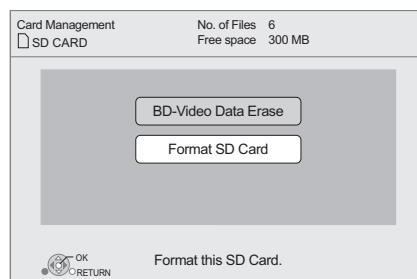 Card Management
No. of Files 6
SD CARD
Free space 300 MB
BD-Video Data Erase
Format SD Card
OK
RETURN
Format this SD Card.